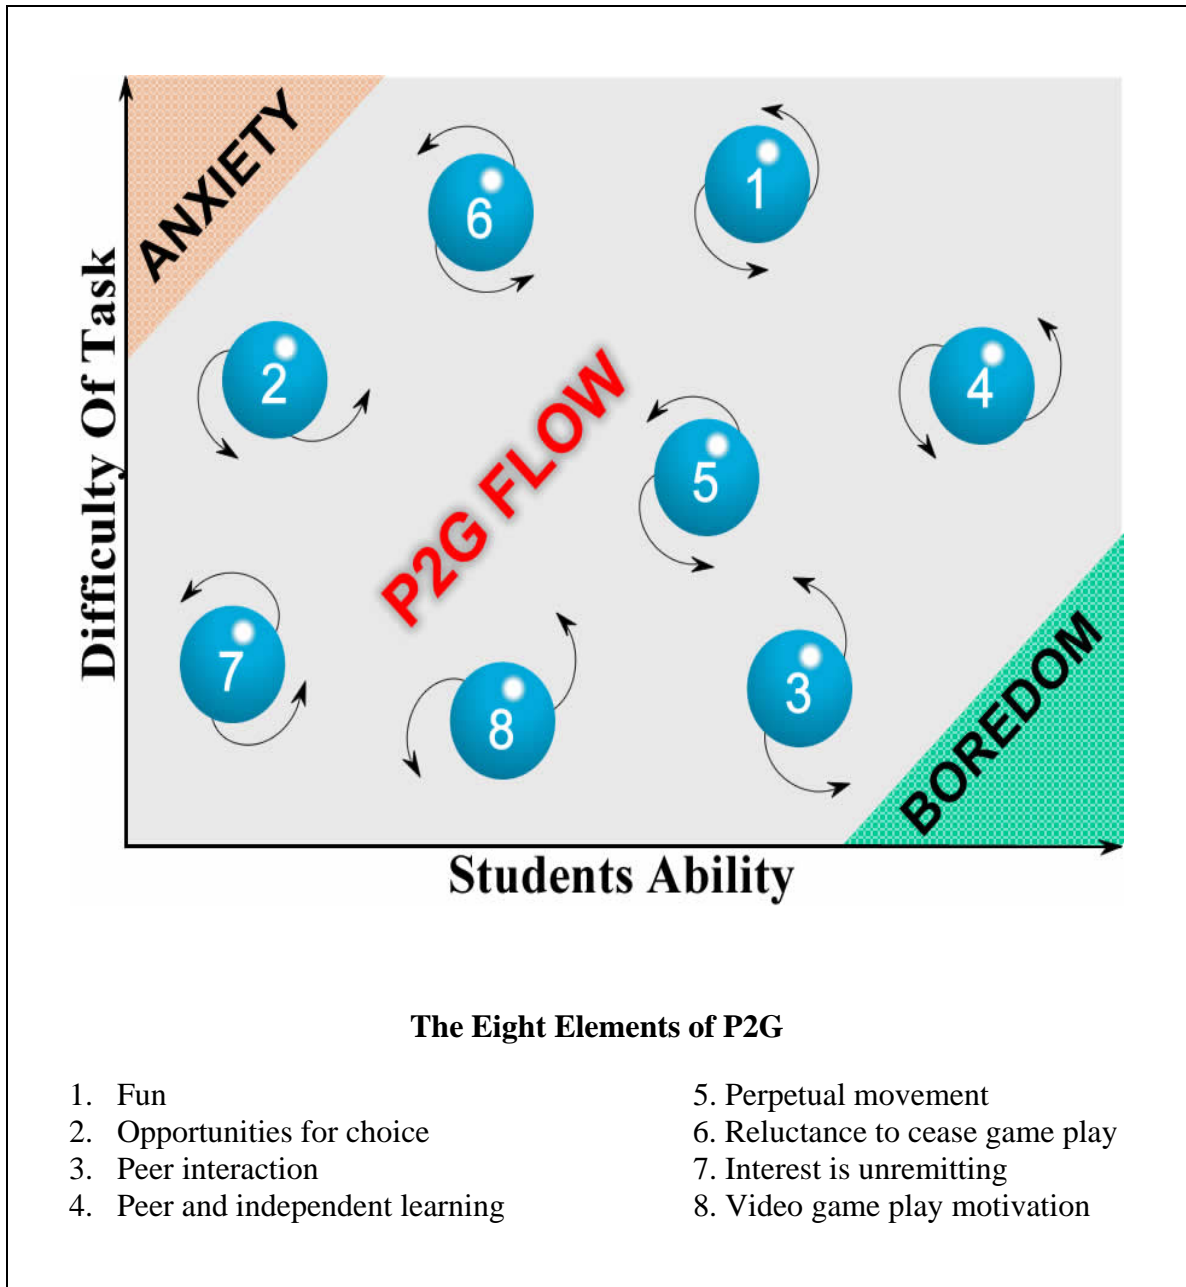 ANXIETY
6
1
2
4
Difficulty Of Task
P2G FLOW
5
7
8
3
BOREDOM
Students Ability
The Eight Elements of P2G
1. Fun
2. Opportunities for choice
3. Peer interaction
4. Peer and independent learning
5. Perpetual movement
6. Reluctance to cease game play
7. Interest is unremitting
8. Video game play motivation